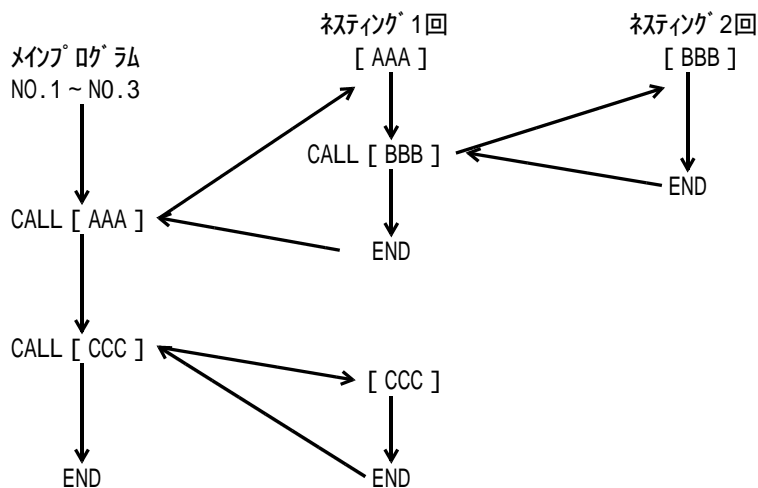 ﾈｽﾃｨﾝｸﾞ 1回
ﾈｽﾃｨﾝｸﾞ 2回
ﾒｲﾝﾌﾟﾛｸﾞﾗﾑ
[ AAA ]
[ BBB ]
NO.1 ~ NO.3
CALL [ BBB ]
END
CALL [ AAA ]
END
CALL [ CCC ]
[ CCC ]
END
END